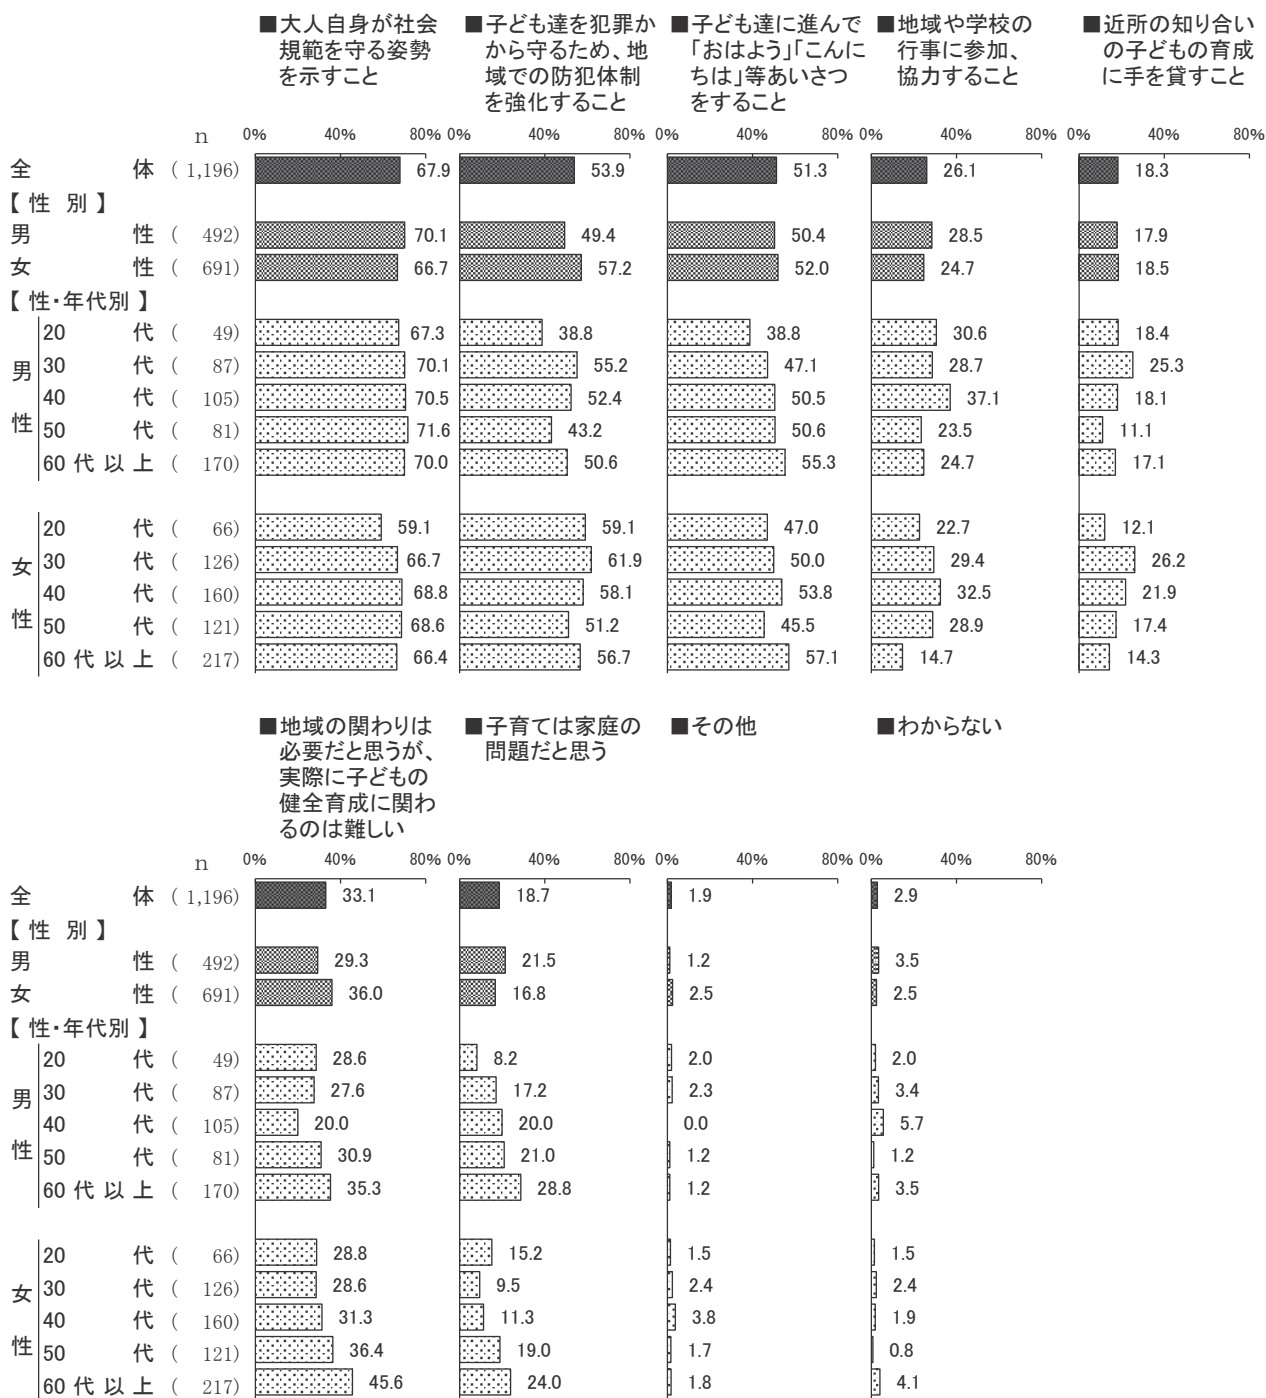 ■大人自身が社会 ■子ども達を犯罪か ■子ども達に進んで ■地域や学校の ■近所の知り合い
規範を守る姿勢 から守るため、地 「おはよう」「こんに 行事に参加、 の子どもの育成
を示すこと 域での防犯体制 ちは」等あいさつ 協力すること に手を貸すこと
を強化すること をすること
n 0% 40% 80% 0% 40% 80% 0% 40% 80% 0% 40% 80% 0% 40% 80%
全 体 ( 1,196) 67.9 53.9 51.3 26.1 18.3
【 性 別 】
男 性 ( 492) 70.1 49.4 50.4 28.5 17.9
女 性 ( 691) 66.7 57.2 52.0 24.7 18.5
【 性・年代別 】
男性
20 代 ( 49) 67.3 38.8 38.8 30.6 18.4
30 代 ( 87) 70.1 55.2 47.1 28.7 25.3
40 代 ( 105) 70.5 52.4 50.5 37.1 18.1
50 代 ( 81) 71.6 43.2 50.6 23.5 11.1
60 代 以 上 ( 170) 70.0 50.6 55.3 24.7 17.1
女性
20 代 ( 66) 59.1 59.1 47.0 22.7 12.1
30 代 ( 126) 66.7 61.9 50.0 29.4 26.2
40 代 ( 160) 68.8 58.1 53.8 32.5 21.9
50 代 ( 121) 68.6 51.2 45.5 28.9 17.4
60 代 以 上 ( 217) 66.4 56.7 57.1 14.7 14.3
■地域の関わりは ■子育ては家庭の ■その他 ■わからない
必要だと思うが、 問題だと思う
実際に子どもの
健全育成に関わ
るのは難しい
n 0% 40% 80% 0% 40% 80% 0% 40% 80% 0% 40% 80%
全 体 ( 1,196) 33.1 18.7 1.9 2.9
【 性 別 】
男 性 ( 492) 29.3 21.5 1.2 3.5
女 性 ( 691) 36.0 16.8 2.5 2.5
【 性・年代別 】
男性
20 代 ( 49) 28.6 8.2 2.0 2.0
30 代 ( 87) 27.6 17.2 2.3 3.4
40 代 ( 105) 20.0 20.0 0.0 5.7
50 代 ( 81) 30.9 21.0 1.2 1.2
60 代 以 上 ( 170) 35.3 28.8 1.2 3.5
女性
20 代 ( 66) 28.8 15.2 1.5 1.5
30 代 ( 126) 28.6 9.5 2.4 2.4
40 代 ( 160) 31.3 11.3 3.8 1.9
50 代 ( 121) 36.4 19.0 1.7 0.8
60 代 以 上 ( 217) 45.6 24.0 1.8 4.1